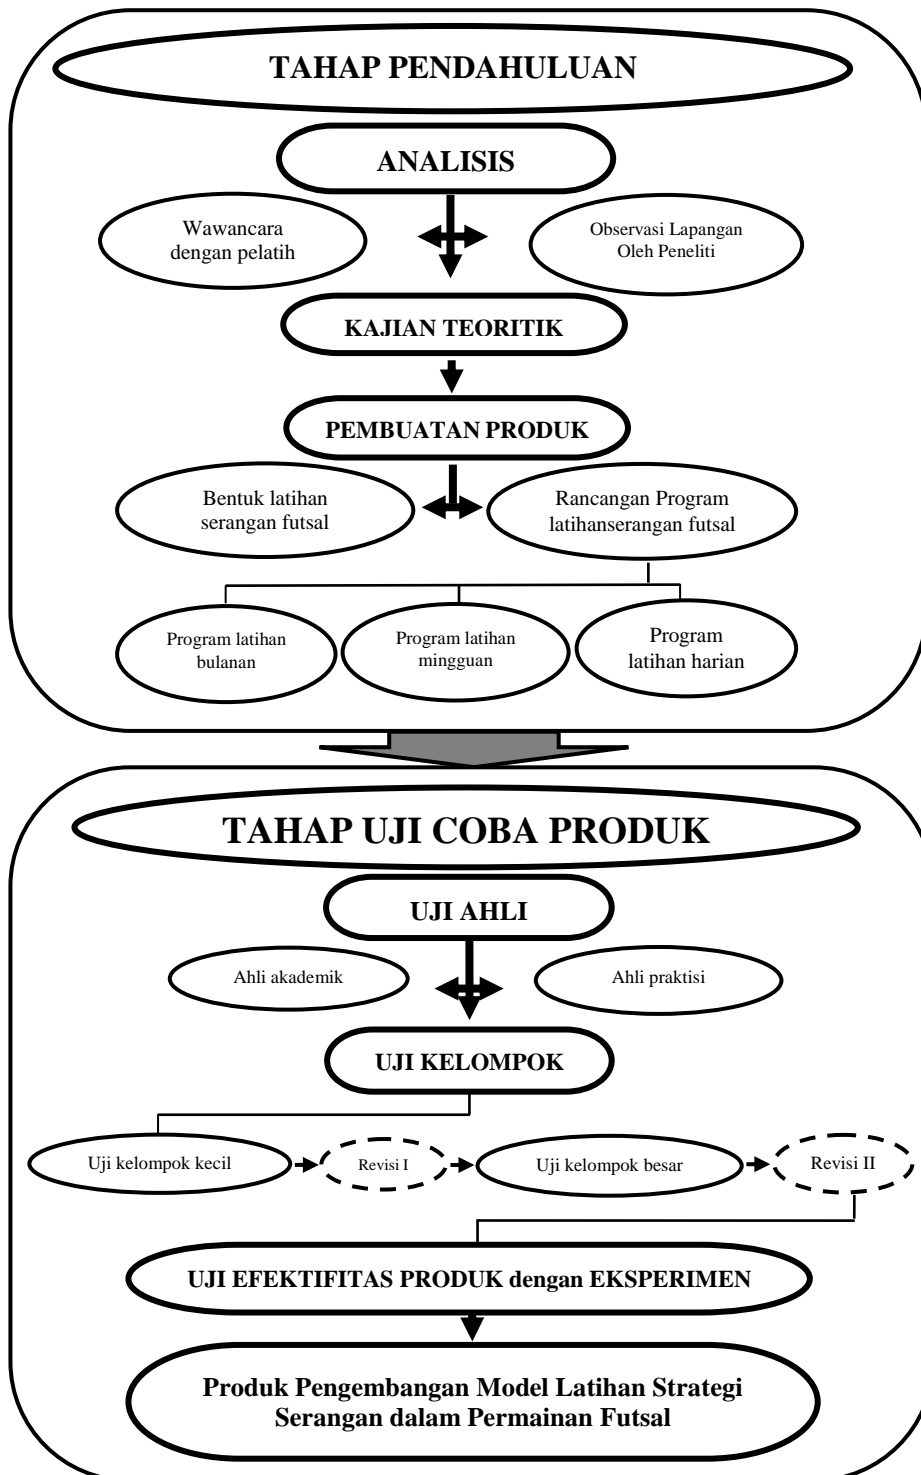 TAHAP PENDAHULUAN
ANALISIS
Wawancara
dengan pelatih
Observasi Lapangan
Oleh Peneliti
KAJIAN TEORITIK
PEMBUATAN PRODUK
Bentuk latihan
serangan futsal
Rancangan Program
latihanserangan futsal
Program latihan
bulanan
Program latihan
mingguan
Program
latihan harian
TAHAP UJI COBA PRODUK
UJI AHLI
Ahli akademik
Ahli praktisi
UJI KELOMPOK
Uji kelompok kecil
Revisi I
Uji kelompok besar
Revisi II
UJI EFEKTIFITAS PRODUK dengan EKSPERIMEN
Produk Pengembangan Model Latihan Strategi
Serangan dalam Permainan Futsal